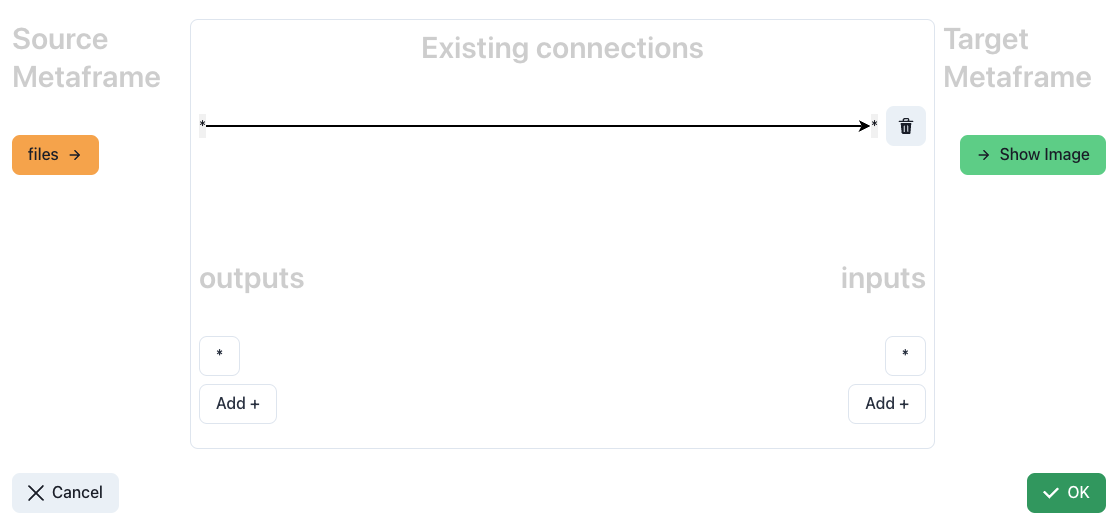 Source
Metaframe
Existing connections
Target
Metaframe
* *
files
Show Image
outputs inputs
* *
Add + Add +
Cancel OK